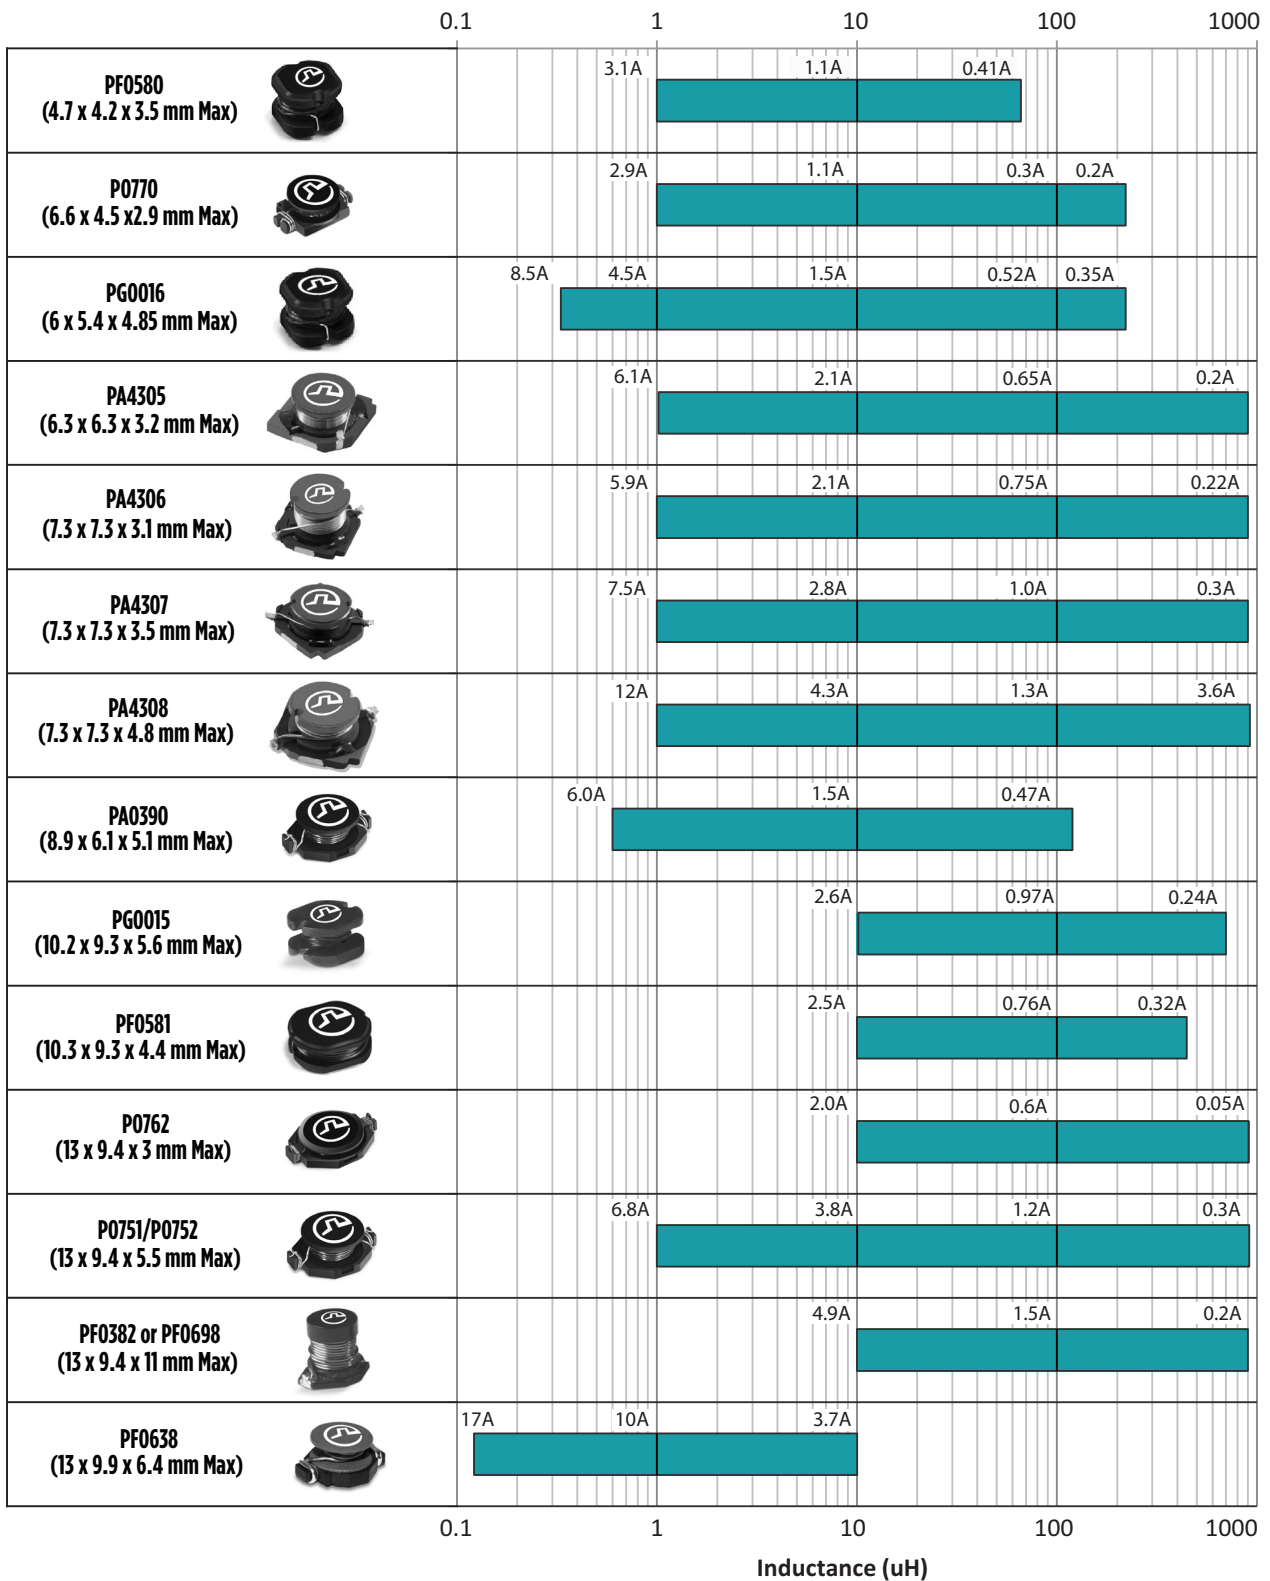 0.1 1 10 100 1000
3.1A 1.1A 0.41A
PF0580
(4.7 x 4.2 x 3.5 mm Max)
2.9A 1.1A 0.3A 0.2A
P0770
(6.6 x 4.5 x2.9 mm Max)
8.5A 4.5A 1.5A 0.52A 0.35A
PG0016
(6 x 5.4 x 4.85 mm Max)
6.1A 2.1A 0.65A 0.2A
PA4305
(6.3 x 6.3 x 3.2 mm Max)
5.9A 2.1A 0.75A 0.22A
PA4306
(7.3 x 7.3 x 3.1 mm Max)
7.5A 2.8A 1.0A 0.3A
PA4307
(7.3 x 7.3 x 3.5 mm Max)
12A 4.3A 1.3A 3.6A
PA4308
(7.3 x 7.3 x 4.8 mm Max)
6.0A 1.5A 0.47A
PA0390
(8.9 x 6.1 x 5.1 mm Max)
2.6A 0.97A 0.24A
PG0015
(10.2 x 9.3 x 5.6 mm Max)
2.5A 0.76A 0.32A
PF0581
(10.3 x 9.3 x 4.4 mm Max)
2.0A 0.6A 0.05A
P0762
(13 x 9.4 x 3 mm Max)
6.8A 3.8A 1.2A 0.3A
P0751/P0752
(13 x 9.4 x 5.5 mm Max)
4.9A 1.5A 0.2A
PF0382 or PF0698
(13 x 9.4 x 11 mm Max)
17A 10A 3.7A
PF0638
(13 x 9.9 x 6.4 mm Max)
0.1 1 10 100 1000
Inductance (uH)